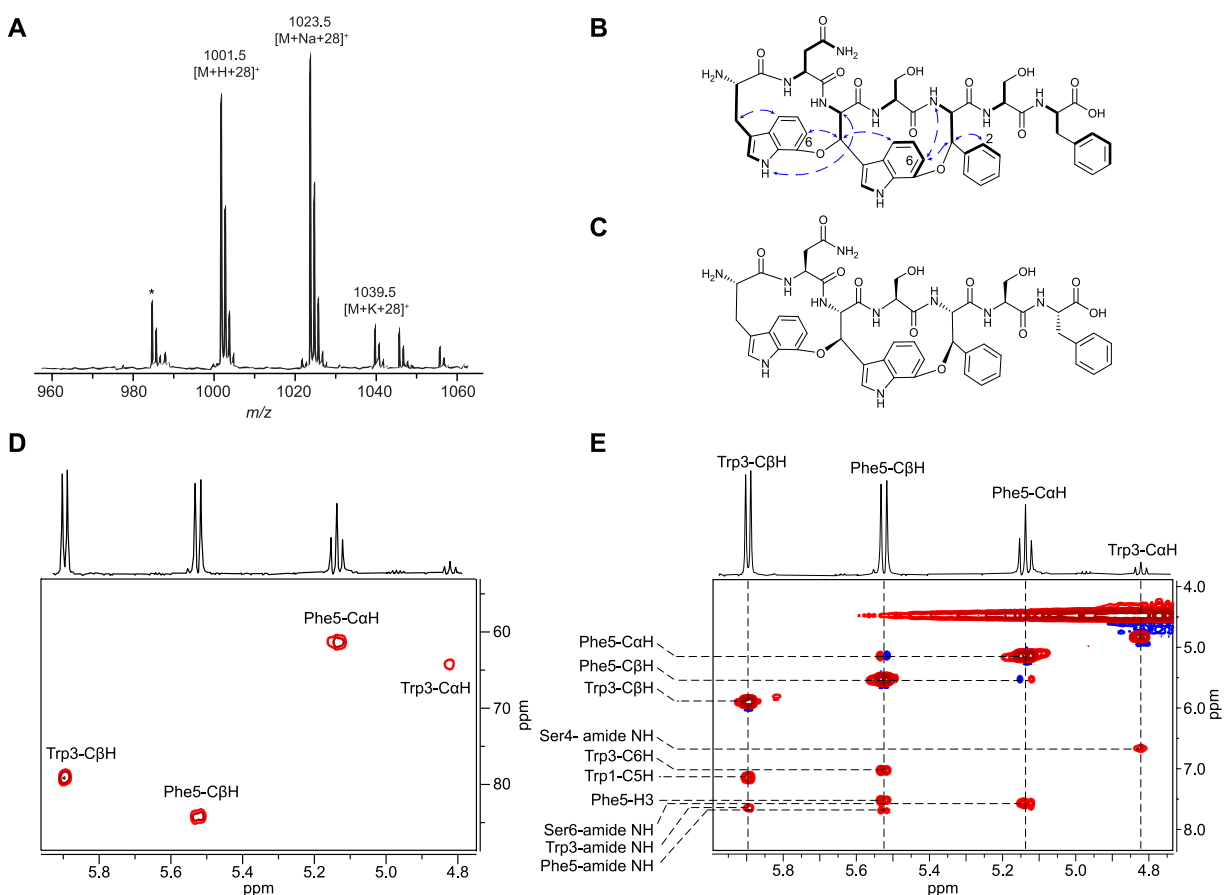 A
1001.5
[M+H+28]⁺
1023.5
[M+Na+28]⁺
1039.5
[M+K+28]⁺
*
960 980 1000 1020 1040 1060
m/z
B
H₂N O O NH₂ N H O H N O N H OH O H N O N H OH O H N O OH
6 O N H 6 O N H 2
C
H₂N O O NH₂ N H O H N O N H OH O H N O N H OH O H N O OH
O N H O N H
D
Phe5-CαH
Trp3-CαH
Trp3-CβH
Phe5-CβH
60
70
80
ppm
5.8 5.6 5.4 5.2 5.0 4.8
ppm
E
Trp3-CβH
Phe5-CβH
Phe5-CαH
Trp3-CαH
Phe5-CαH
Phe5-CβH
Trp3-CβH
Ser4- amide NH
Trp3-C6H
Trp1-C5H
Phe5-H3
Ser6-amide NH
Trp3-amide NH
Phe5-amide NH
4.0
5.0
6.0
7.0
8.0
ppm
5.8 5.6 5.4 5.2 5.0 4.8
ppm